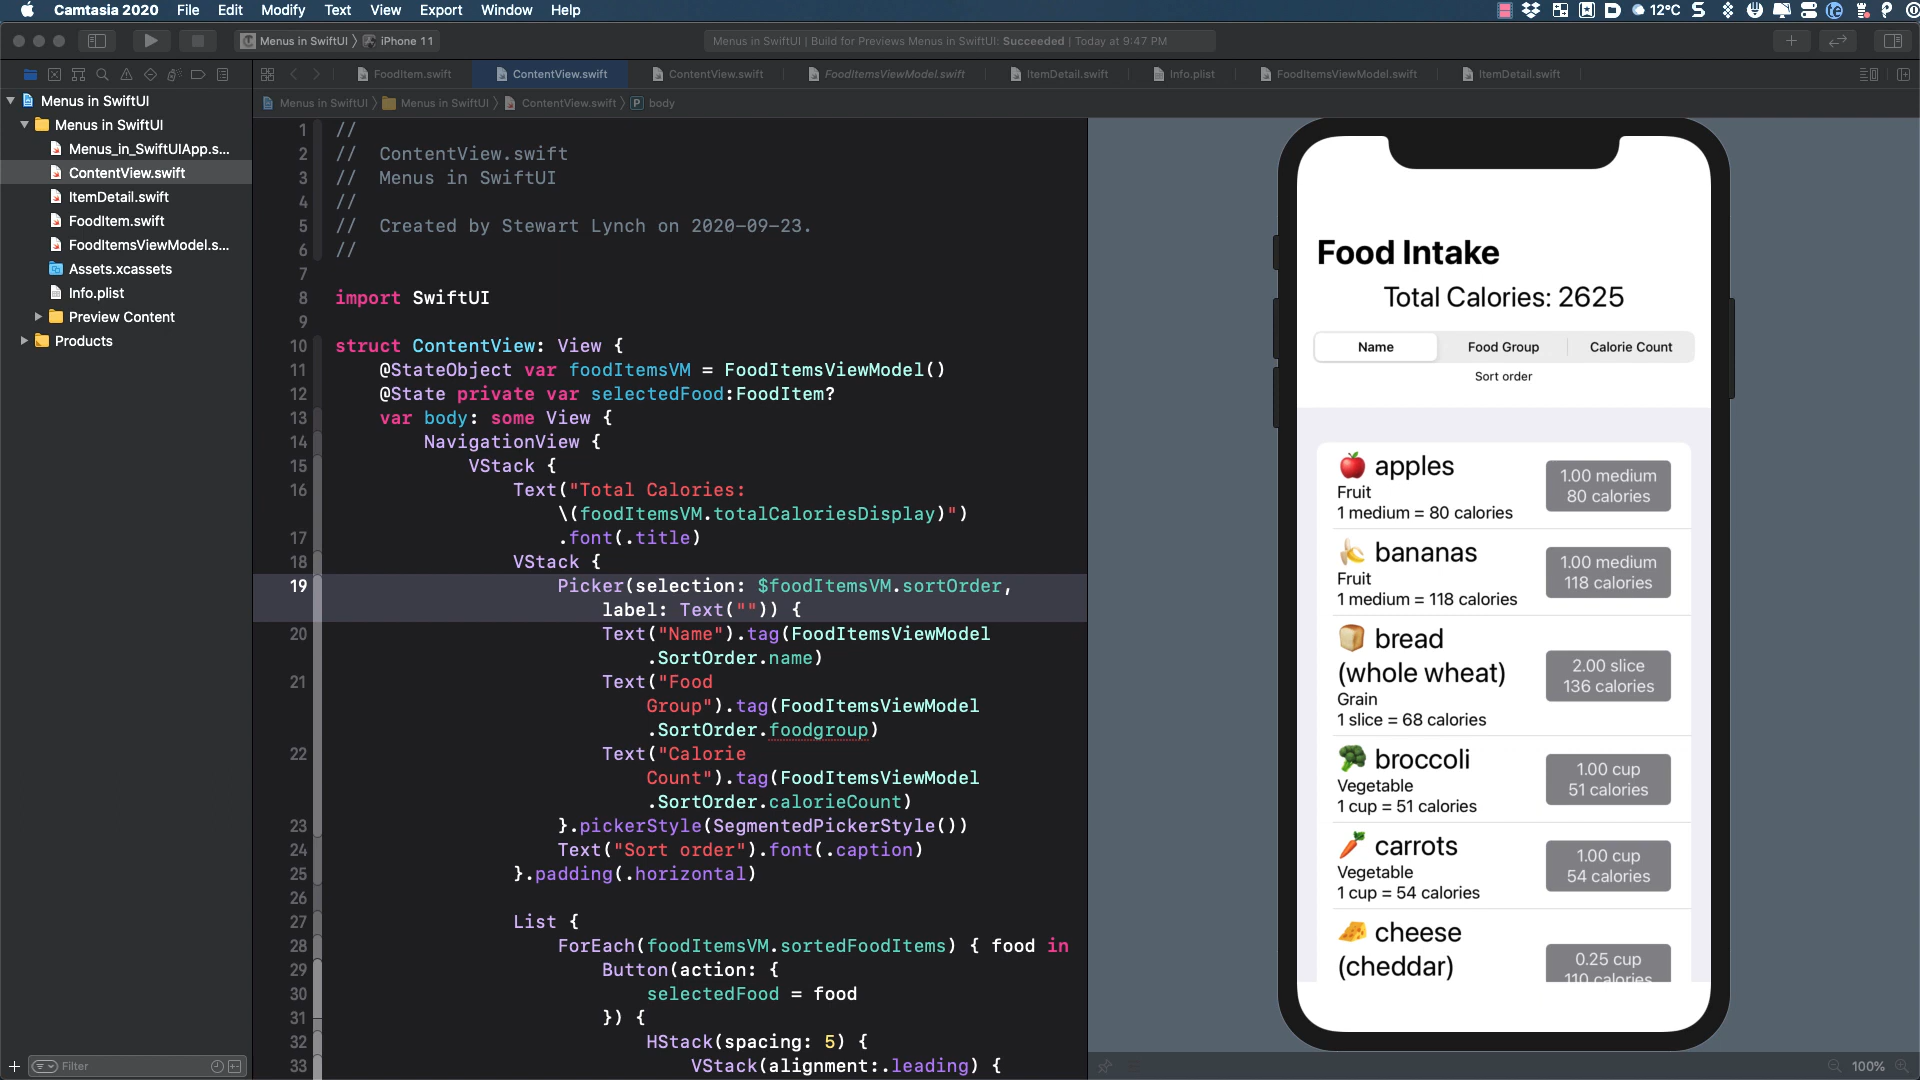 Camtasia 2020 File Edit Modify Text View Export Window Help
12°C
Menus in SwiftUI iPhone 11
Menus in SwiftUI | Build for Previews Menus in SwiftUI: Succeeded | Today at 9:47 PM
FoodItem.swift ContentView.swift ContentView.swift FoodItemsViewModel.swift ItemDetail.swift Info.plist FoodItemsViewModel.swift ItemDetail.swift
Menus in SwiftUI Menus in SwiftUI ContentView.swift P body
Menus in SwiftUI
Menus in SwiftUI
Menus_in_SwiftUIApp.s...
ContentView.swift
ItemDetail.swift
FoodItem.swift
FoodItemsViewModel.s...
Assets.xcassets
Info.plist
Preview Content
Products
Filter
1 //
2 //  ContentView.swift
3 //  Menus in SwiftUI
4 //
5 //  Created by Stewart Lynch on 2020-09-23.
6 //
7
8 import SwiftUI
9
10 struct ContentView: View {
11 @StateObject var foodItemsVM = FoodItemsViewModel()
12 @State private var selectedFood:FoodItem?
13 var body: some View {
14 NavigationView {
15 VStack {
16 Text("Total Calories:
\(foodItemsVM.totalCaloriesDisplay)")
17 .font(.title)
18 VStack {
19 Picker(selection: $foodItemsVM.sortOrder,
label: Text("")) {
20 Text("Name").tag(FoodItemsViewModel
.SortOrder.name)
21 Text("Food
Group").tag(FoodItemsViewModel
.SortOrder.foodgroup)
22 Text("Calorie
Count").tag(FoodItemsViewModel
.SortOrder.calorieCount)
23 }.pickerStyle(SegmentedPickerStyle())
24 Text("Sort order").font(.caption)
25 }.padding(.horizontal)
26
27 List {
28 ForEach(foodItemsVM.sortedFoodItems) { food in
29 Button(action: {
30 selectedFood = food
31 }) {
32 HStack(spacing: 5) {
33 VStack(alignment:.leading) {
Food Intake
Total Calories: 2625
Name Food Group Calorie Count
Sort order
apples
Fruit
1 medium = 80 calories
1.00 medium
80 calories
bananas
Fruit
1 medium = 118 calories
1.00 medium
118 calories
bread
(whole wheat)
Grain
1 slice = 68 calories
2.00 slice
136 calories
broccoli
Vegetable
1 cup = 51 calories
1.00 cup
51 calories
carrots
Vegetable
1 cup = 54 calories
1.00 cup
54 calories
cheese
(cheddar)
0.25 cup
110 calories
100%